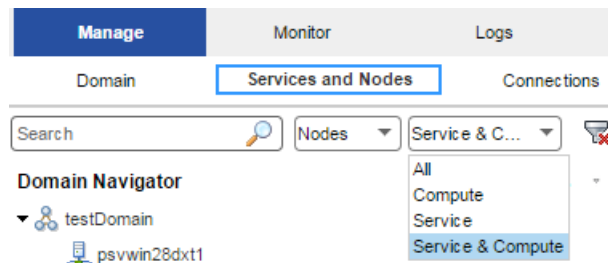 Manage Monitor Logs
Domain Services and Nodes Connections
Search Nodes Service & C...
All
Domain Navigator
Compute
testDomain
Service
Service & Compute
psvwin28dxt1